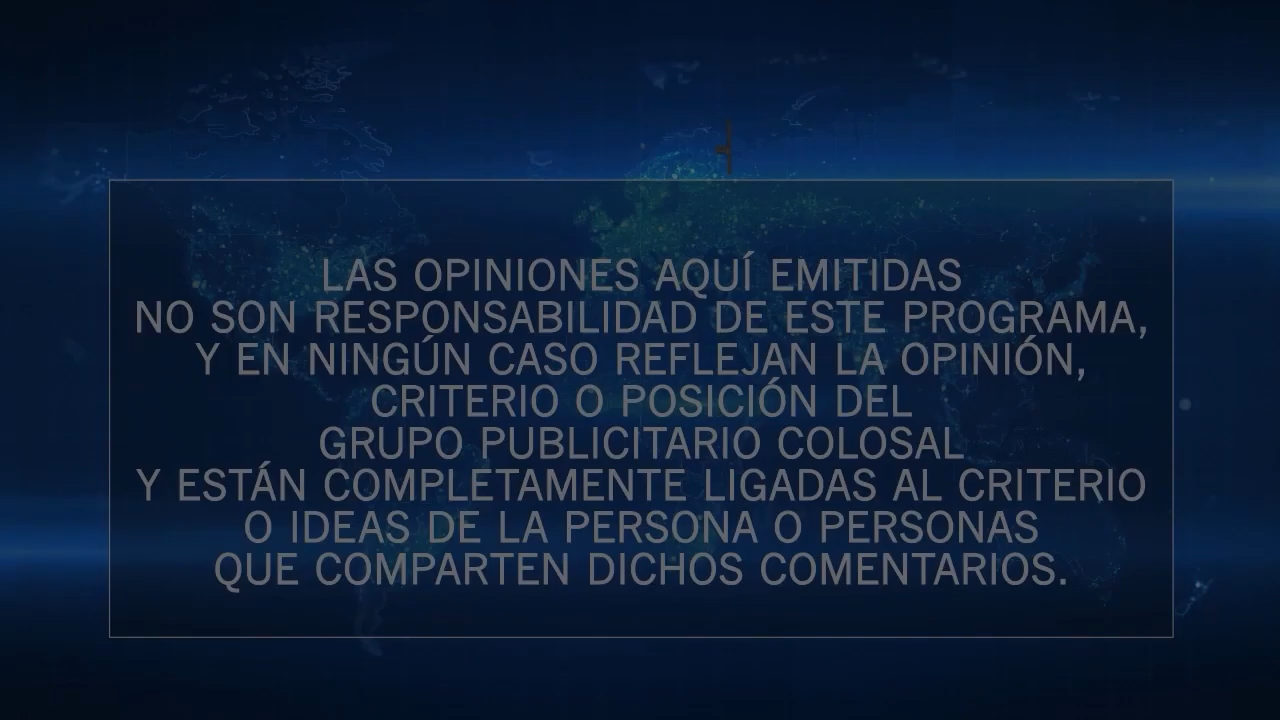 LAS OPINIONES AQUÍ EMITIDAS
NO SON RESPONSABILIDAD DE ESTE PROGRAMA,
Y EN NINGÚN CASO REFLEJAN LA OPINIÓN,
CRITERIO O POSICIÓN DEL
GRUPO PUBLICITARIO COLOSAL
Y ESTÁN COMPLETAMENTE LIGADAS AL CRITERIO
O IDEAS DE LA PERSONA O PERSONAS
QUE COMPARTEN DICHOS COMENTARIOS.